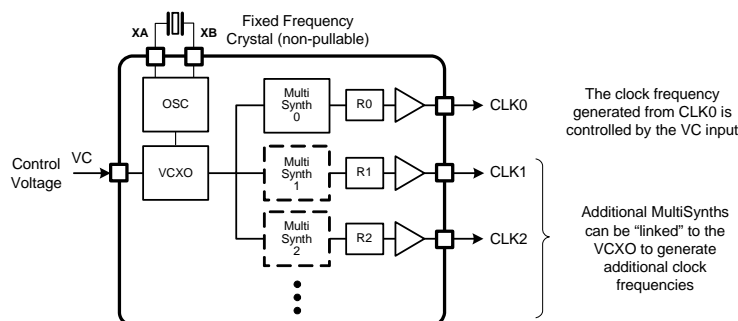 XA
XB
Fixed Frequency
Crystal (non-pullable)
OSC
Multi
Synth
0
R0
CLK0
The clock frequency
generated from CLK0 is
controlled by the VC input
Control
Voltage
VC
VCXO
Multi
Synth
1
R1
CLK1
Multi
Synth
2
R2
CLK2
Additional MultiSynths
can be “linked” to the
VCXO to generate
additional clock
frequencies